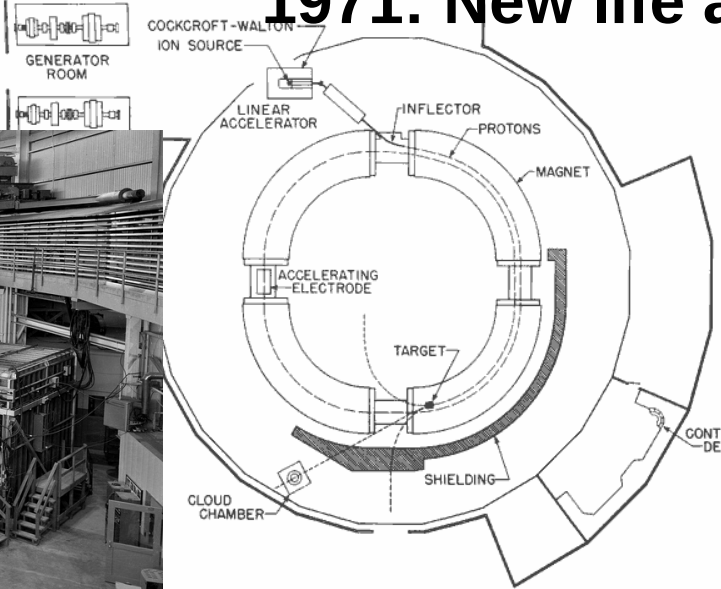 1971: New life a
GENERATOR
ROOM
COCKCROFT-WALTON
ION SOURCE
LINEAR
ACCELERATOR
INFLECTOR
PROTONS
MAGNET
ACCELERATING
ELECTRODE
TARGET
SHIELDING
CLOUD
CHAMBER
CONT
DE